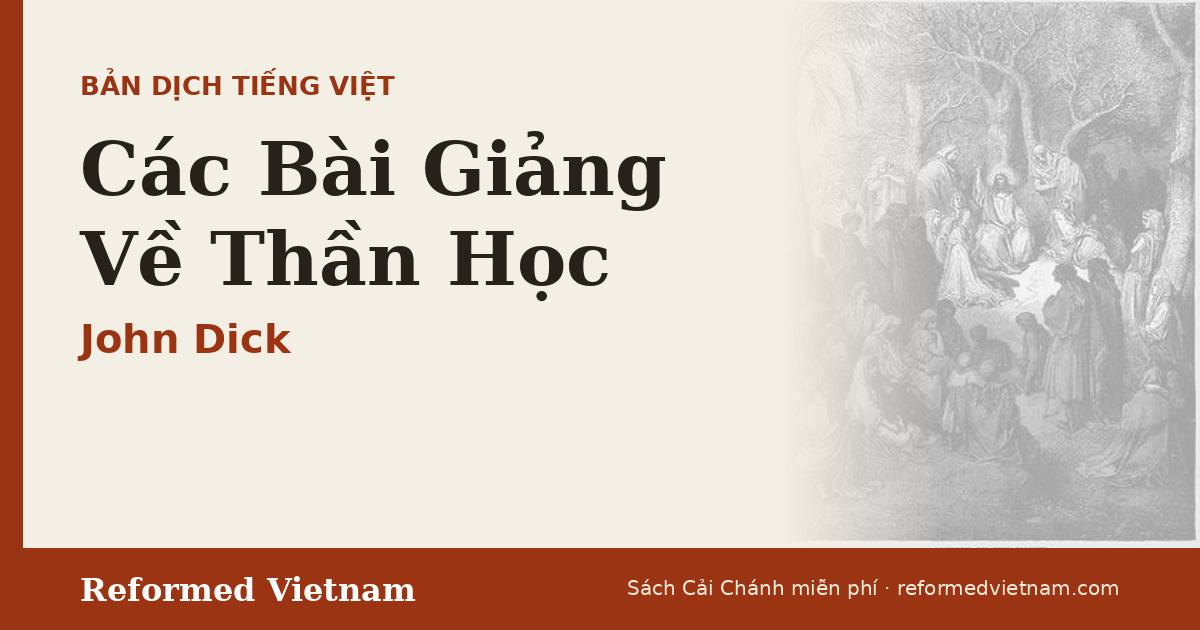 BẢN DỊCH TIẾNG VIỆT
Các Bài Giảng
Về Thần Học
John Dick
Reformed Vietnam
Sách Cải Chánh miễn phí · reformedvietnam.com